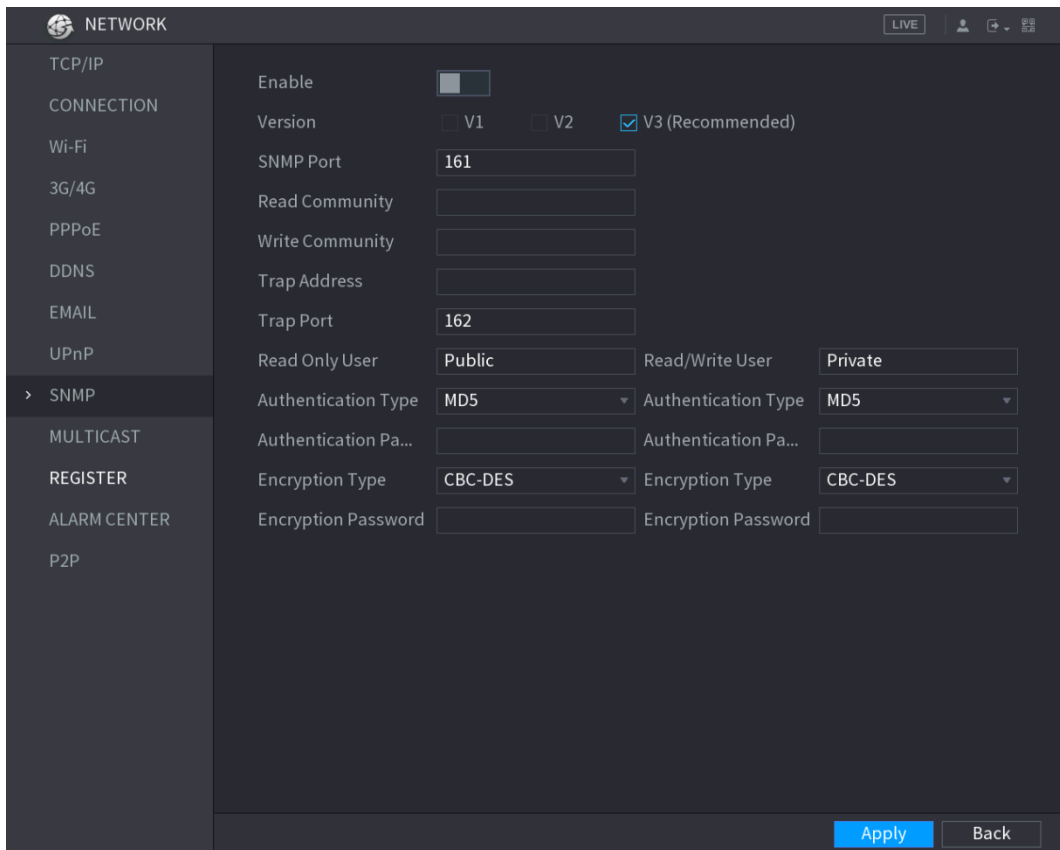 NETWORK
LIVE
TCP/IP
CONNECTION
Wi-Fi
3G/4G
PPPoE
DDNS
EMAIL
UPnP
> SNMP
MULTICAST
REGISTER
ALARM CENTER
P2P
Enable
Version V1 V2 V3 (Recommended)
SNMP Port 161
Read Community
Write Community
Trap Address
Trap Port 162
Read Only User Public Read/Write User Private
Authentication Type MD5 Authentication Type MD5
Authentication Pa... Authentication Pa...
Encryption Type CBC-DES Encryption Type CBC-DES
Encryption Password Encryption Password
Apply Back